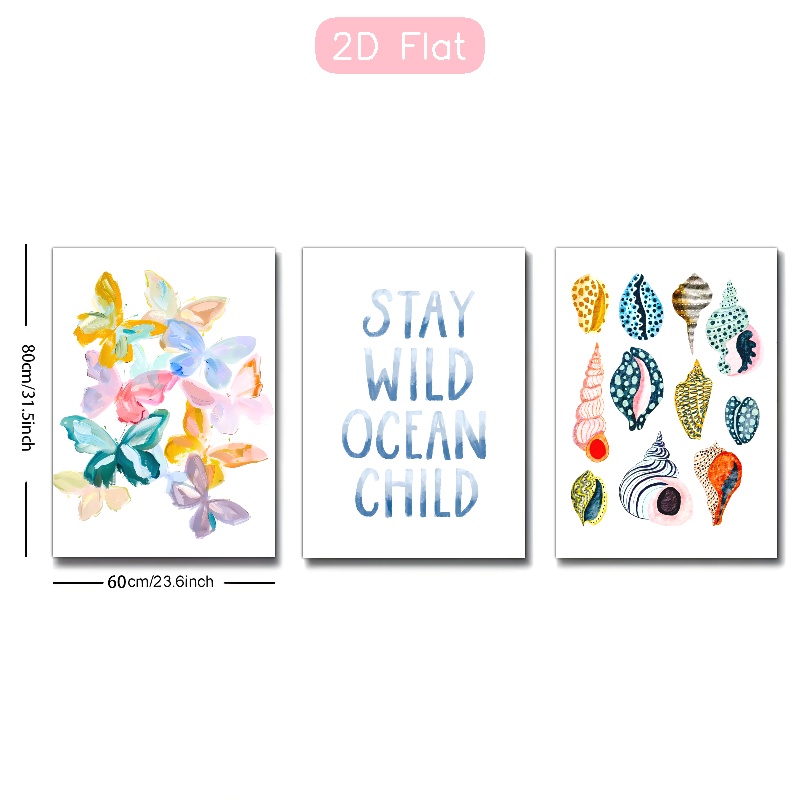 2D Flat
80cm/31.5inch
STAY
WILD
OCEAN
CHILD
60cm/23.6inch